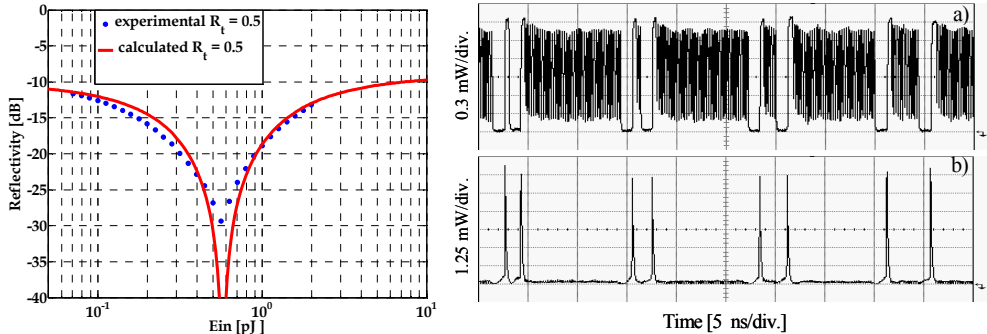 experimental R_t = 0.5
calculated R_t = 0.5
Reflectivity [dB]
0
-5
-10
-15
-20
-25
-30
-35
-40
10^-1
10^0
10^1
Ein [pJ]
a)
0.3 mW/div.
b)
1.25 mW/div.
Time [5 ns/div.]